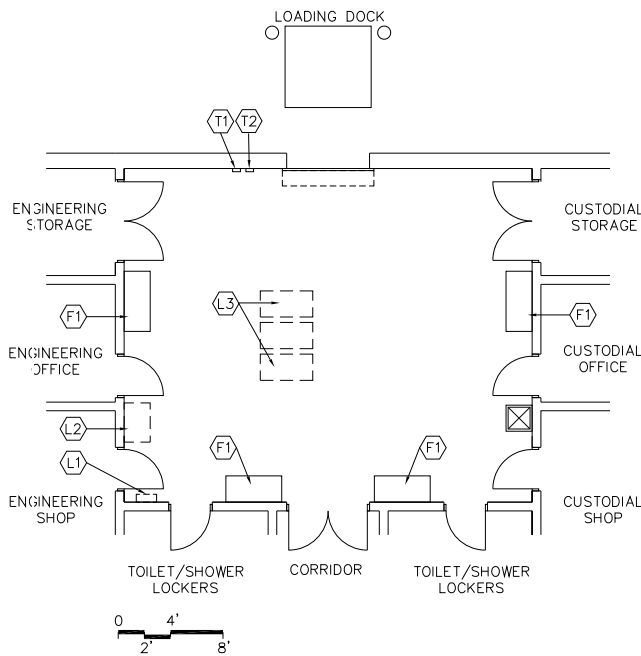 LOADING DOCK
T1 T2
ENGINEERING
STORAGE
CUSTODIAL
STORAGE
L3
F1
F1
ENGINEERING
OFFICE
CUSTODIAL
OFFICE
L2
F1
F1
L1
ENGINEERING
SHOP
CUSTODIAL
SHOP
TOILET/SHOWER
LOCKERS
CORRIDOR
TOILET/SHOWER
LOCKERS
0 4'
2' 8'